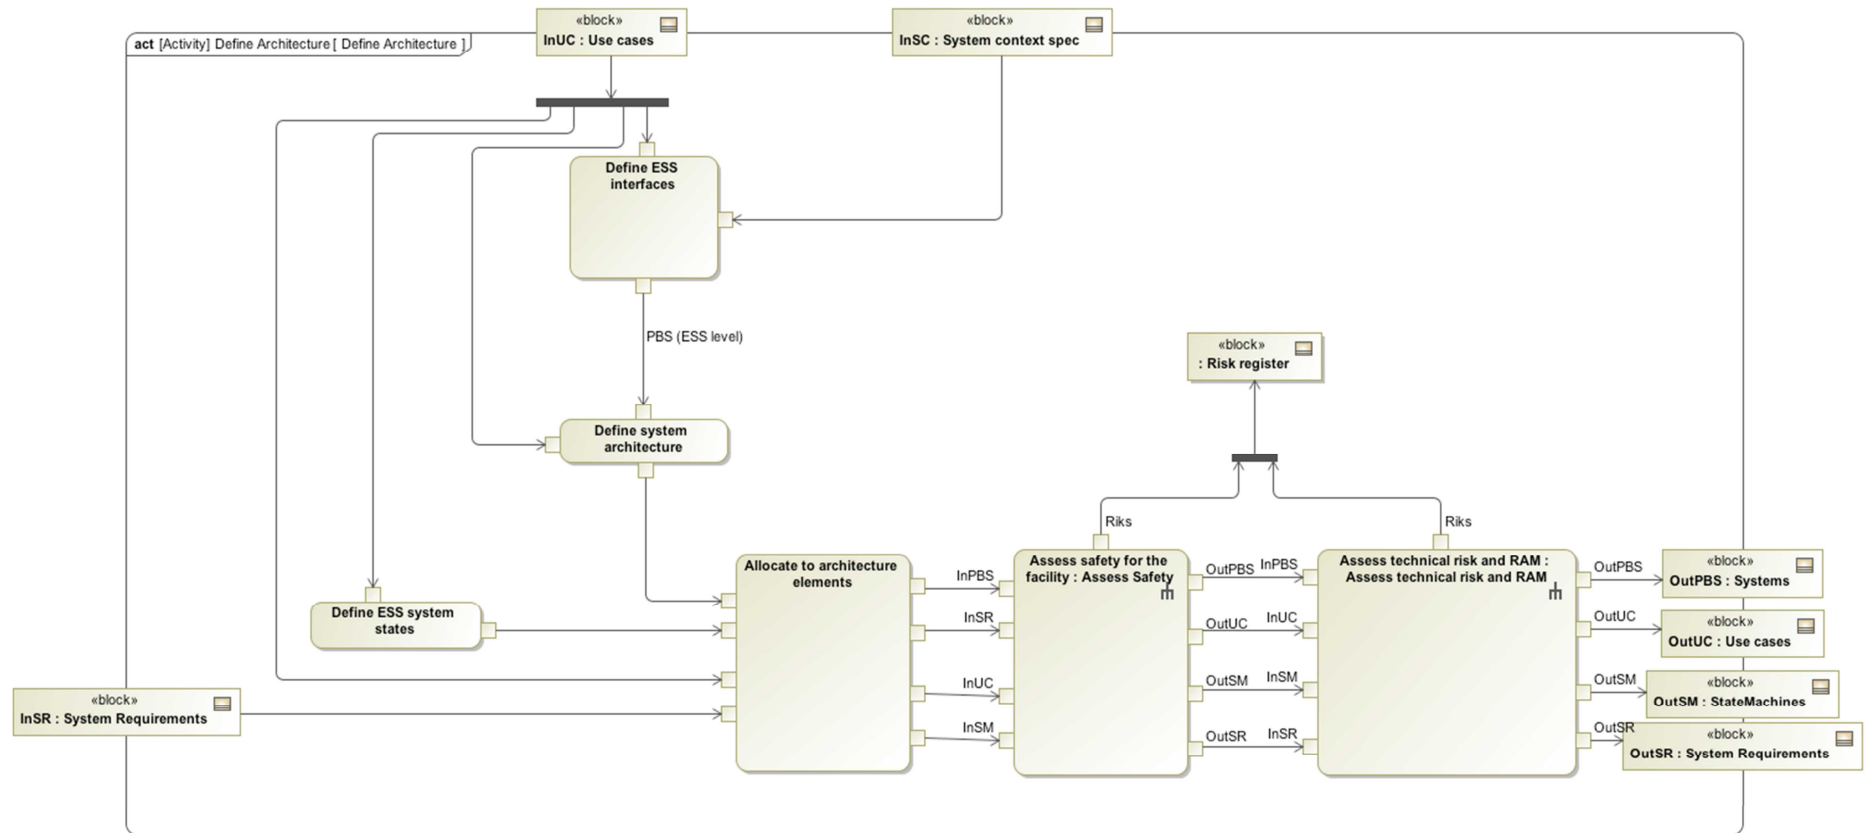 «block»
InUC : Use cases
«block»
InSC : System context spec
act [Activity] Define Architecture [ Define Architecture ]
Define ESS
interfaces
PBS (ESS level)
«block»
: Risk register
Define system
architecture
Riks
Riks
Allocate to architecture
elements
Assess safety for the
facility : Assess Safety
Assess technical risk and RAM :
Assess technical risk and RAM
InPBS
OutPBS
InPBS
OutPBS
«block»
OutPBS : Systems
Define ESS system
states
InSR
OutUC
InUC
OutUC
«block»
OutUC : Use cases
InUC
OutSM
InSM
OutSM
«block»
OutSM : StateMachines
«block»
InSR : System Requirements
InSM
OutSR
InSR
OutSR
«block»
OutSR : System Requirements